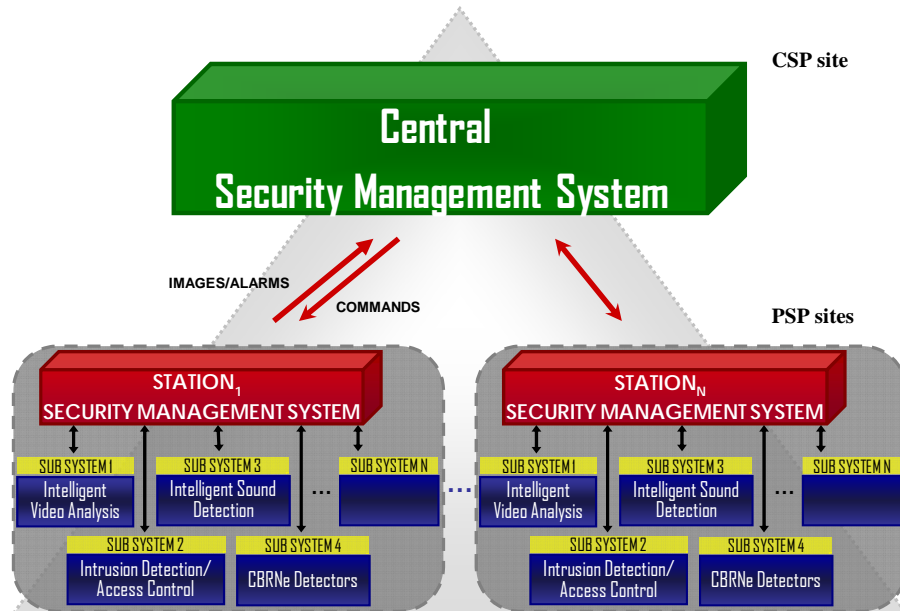 CSP site
Central
Security Management System
IMAGES/ALARMS
COMMANDS
PSP sites
STATION1
SECURITY MANAGEMENT SYSTEM
SUB SYSTEM 1
Intelligent
Video Analysis
SUB SYSTEM 3
Intelligent Sound
Detection
...
SUB SYSTEM N
SUB SYSTEM 2
Intrusion Detection/
Access Control
SUB SYSTEM 4
CBRNe Detectors
...
STATIONN
SECURITY MANAGEMENT SYSTEM
SUB SYSTEM1
Intelligent
Video Analysis
SUB SYSTEM 3
Intelligent Sound
Detection
...
SUB SYSTEM N
SUB SYSTEM 2
Intrusion Detection/
Access Control
SUB SYSTEM 4
CBRNe Detectors